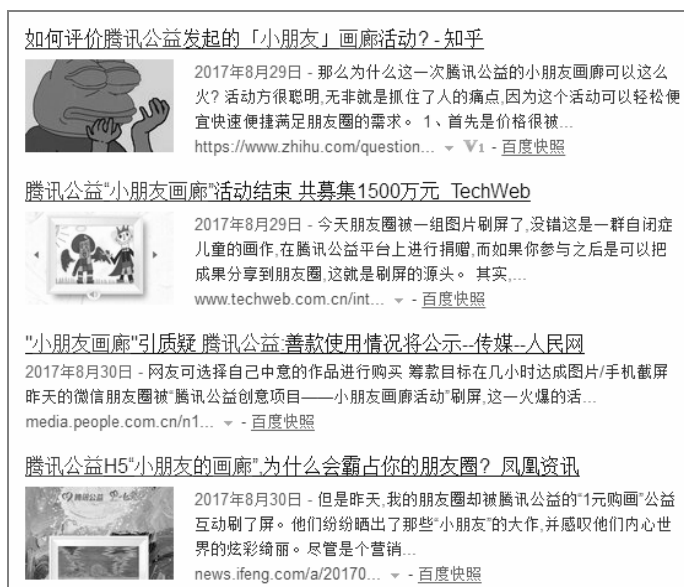 如何评价腾讯公益发起的「小朋友」画廊活动? - 知乎
2017年8月29日 - 那么为什么这一次腾讯公益的小朋友画廊可以这么
火? 活动方很聪明,无非就是抓住了人的痛点,因为这个活动可以轻松便
宜快速便捷满足朋友圈的需求。 1、首先是价格很被...
https://www.zhihu.com/question... V1 - 百度快照
腾讯公益“小朋友画廊”活动结束 共募集1500万元_TechWeb
2017年8月29日 - 今天朋友圈被一组图片刷屏了,没错这是一群自闭症
儿童的画作,在腾讯公益平台上进行捐赠,而如果你参与之后是可以把
成果分享到朋友圈,这就是刷屏的源头。 其实,...
www.techweb.com.cn/int... - 百度快照
"小朋友画廊"引质疑 腾讯公益:善款使用情况将公示--传媒--人民网
2017年8月30日 - 网友可选择自己中意的作品进行购买 筹款目标在几小时达成图片/手机截屏
昨天的微信朋友圈被“腾讯公益创意项目——小朋友画廊活动”刷屏,这一火爆的活...
media.people.com.cn/n1... - 百度快照
腾讯公益H5“小朋友的画廊”,为什么会霸占你的朋友圈?_凤凰资讯
腾讯公益
2017年8月30日 - 但是昨天,我的朋友圈却被腾讯公益的“1元购画”公益
互动刷了屏。他们纷纷晒出了那些“小朋友”的大作,并感叹他们内心世
界的炫彩绮丽。尽管是个营销...
news.ifeng.com/a/20170... - 百度快照